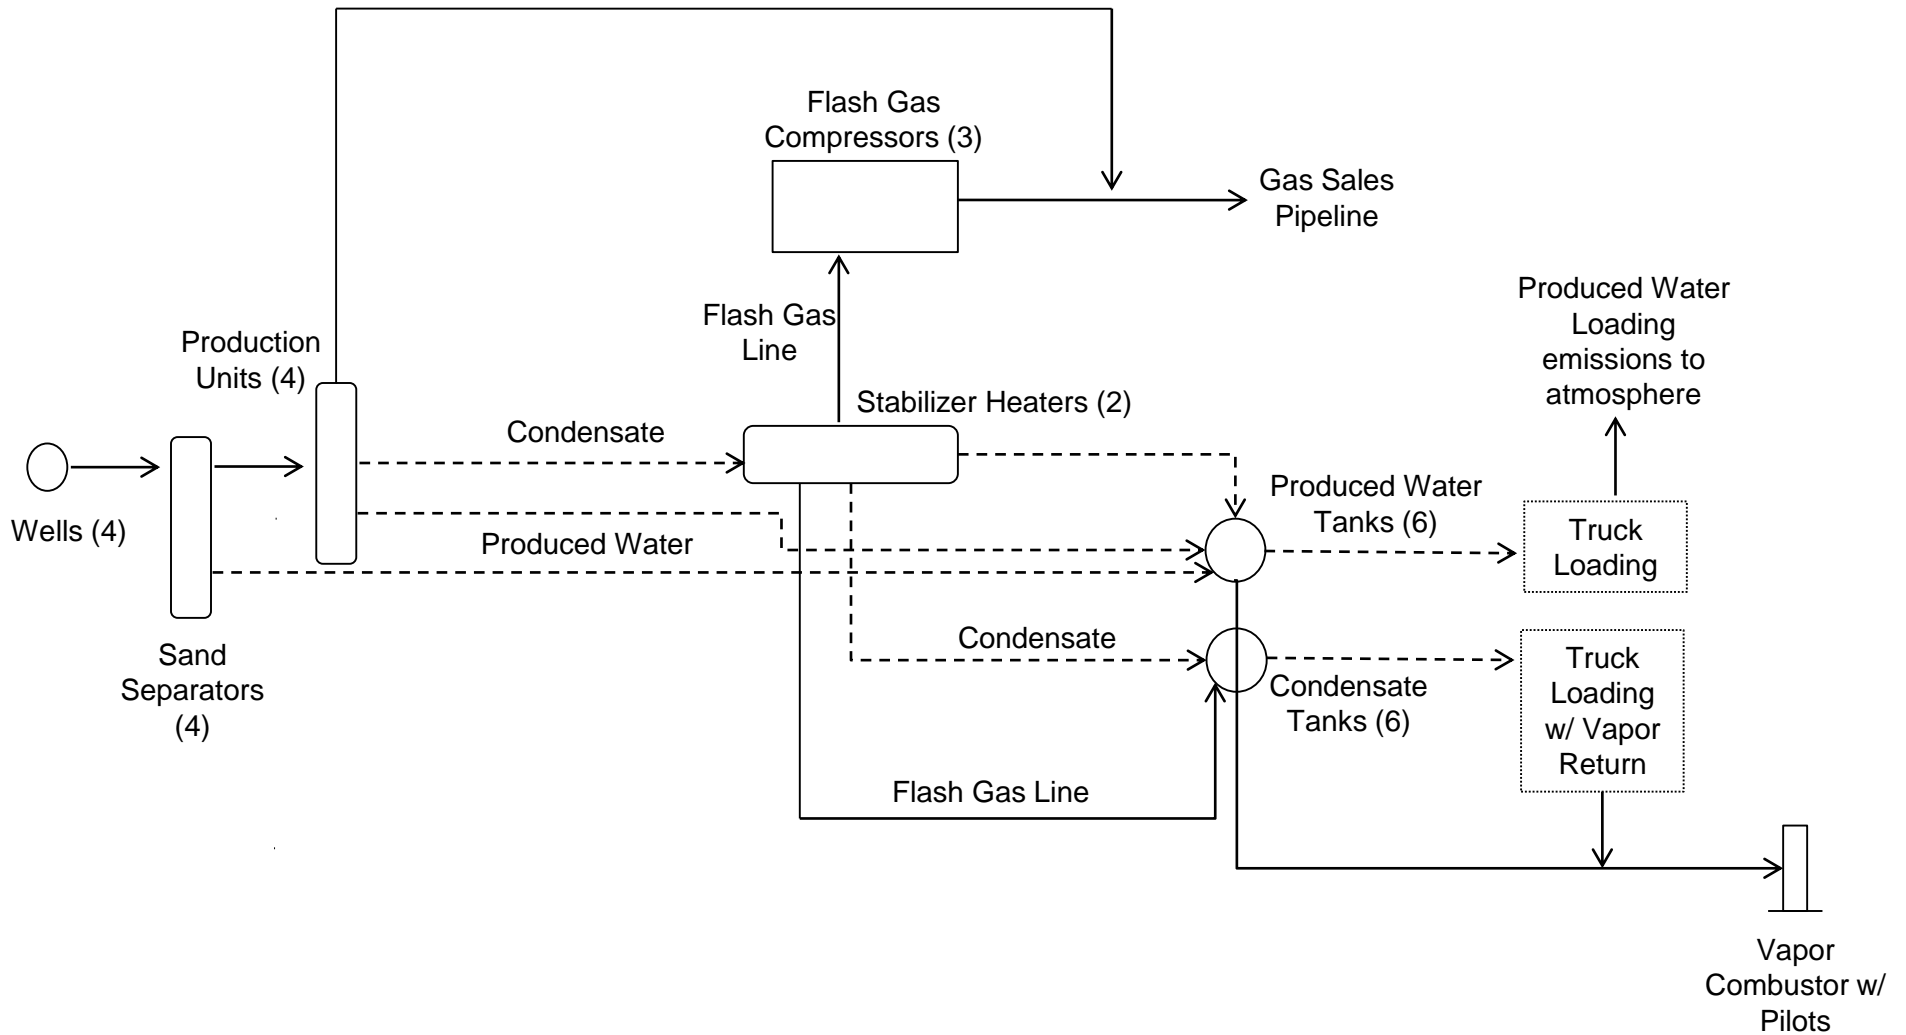 Flash Gas
Compressors (3)
Gas Sales
Pipeline
Flash Gas
Line
Produced Water
Loading
emissions to
atmosphere
Production
Units (4)
Stabilizer Heaters (2)
Condensate
Wells (4)
Produced Water
Produced Water
Tanks (6)
Truck
Loading
Sand
Separators
(4)
Condensate
Condensate
Tanks (6)
Truck
Loading
w/ Vapor
Return
Flash Gas Line
Vapor
Combustor w/
Pilots